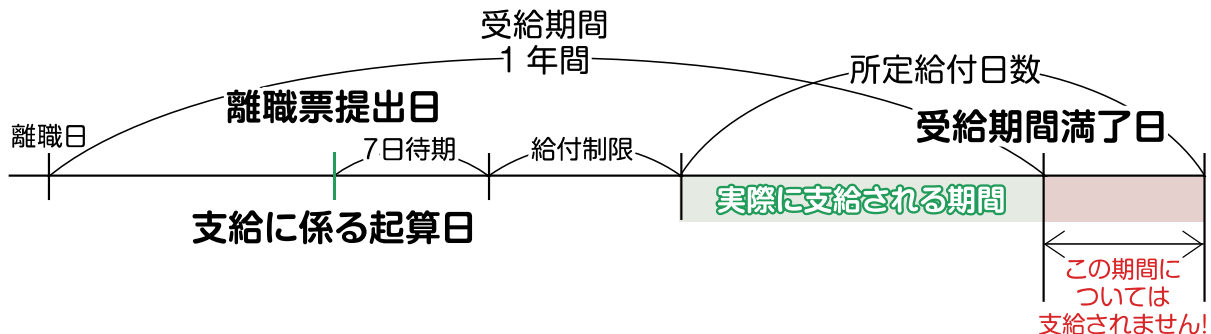 受給期間
1年間
所定給付日数
離職票提出日
受給期間満了日
離職日
7日待期
給付制限
実際に支給される期間
支給に係る起算日
この期間に
ついては
支給されません!